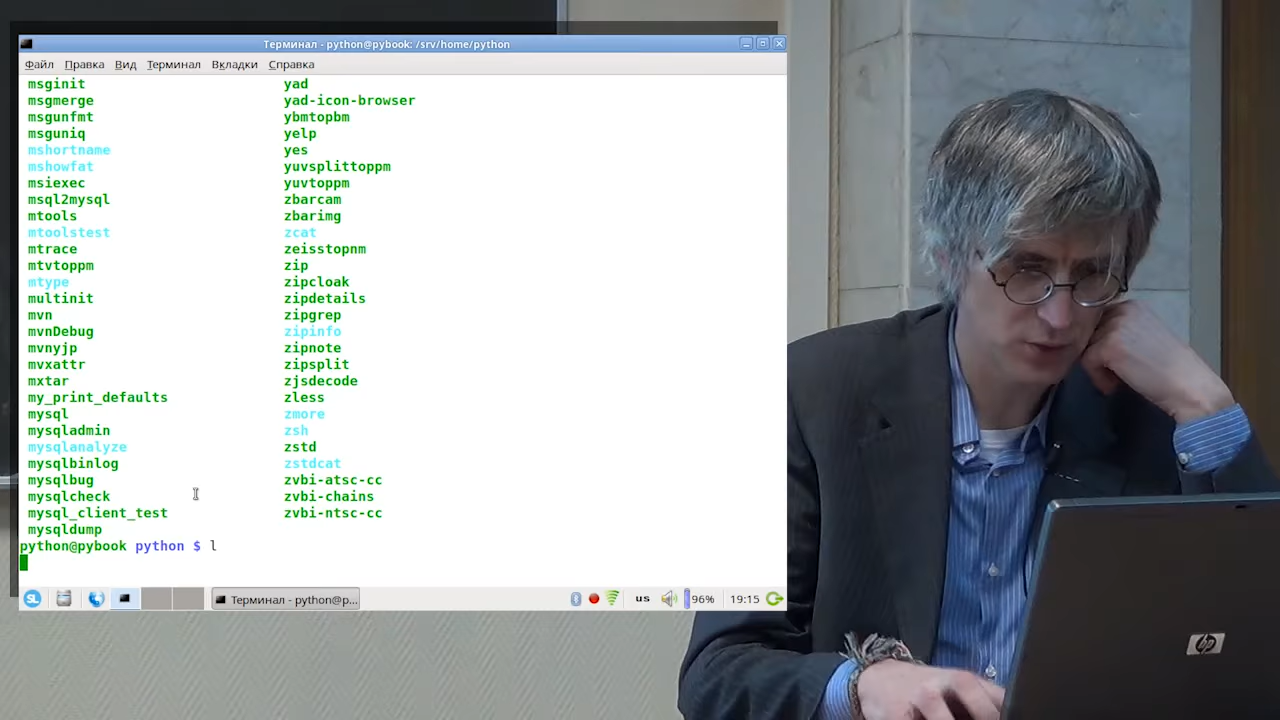 Терминал - python@pybook: /srv/home/python
Файл Правка Вид Терминал Вкладки Справка
msginit yad
msgmerge yad-icon-browser
msgunfmt ybmtopbm
msguniq yelp
mshortname yes
mshowfat yuvsplittoppm
msiexec yuvtoppm
msql2mysql zbarcam
mtools zbarimg
mtoolstest zcat
mtrace zeisstopnm
mtvtoppm zip
mtype zipcloak
multinit zipdetails
mvn zipgrep
mvnDebug zipinfo
mvnyjp zipnote
mvxattr zipsplit
mxtar zjsdecode
my_print_defaults zless
mysql zmore
mysqladmin zsh
mysqlanalyze zstd
mysqlbinlog zstdcat
mysqlbug zvbi-atsc-cc
mysqlcheck zvbi-chains
mysql_client_test zvbi-ntsc-cc
mysqldump
python@pybook python $ l
SL Терминал - python@p... us 96% 19:15
hp